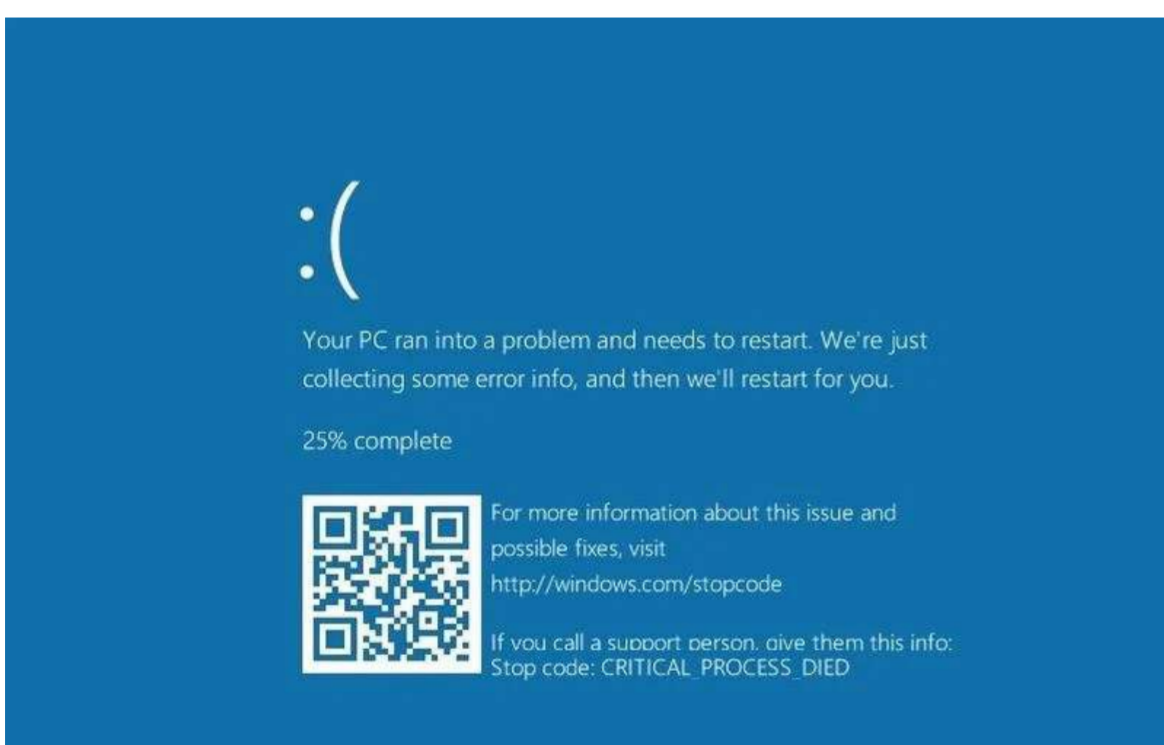 :(
Your PC ran into a problem and needs to restart. We're just
collecting some error info, and then we'll restart for you.
25% complete
For more information about this issue and
possible fixes, visit
http://windows.com/stopcode
If you call a support person, give them this info:
Stop code: CRITICAL_PROCESS_DIED